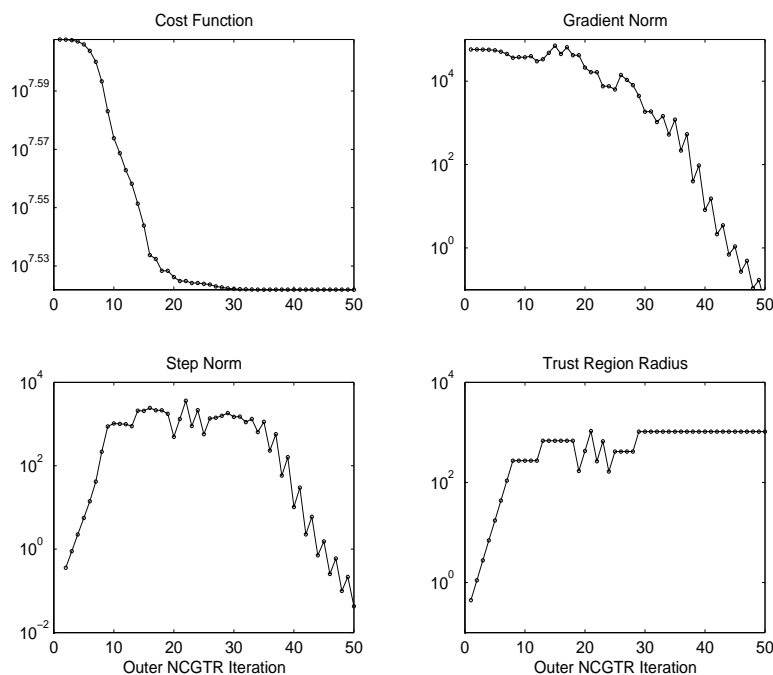 Cost Function
10^7.59
10^7.57
10^7.55
10^7.53
0 10 20 30 40 50
Gradient Norm
10^4
10^2
10^0
0 10 20 30 40 50
Step Norm
10^4
10^2
10^0
10^-2
0 10 20 30 40 50
Outer NCGTR Iteration
Trust Region Radius
10^4
10^2
10^0
0 10 20 30 40 50
Outer NCGTR Iteration